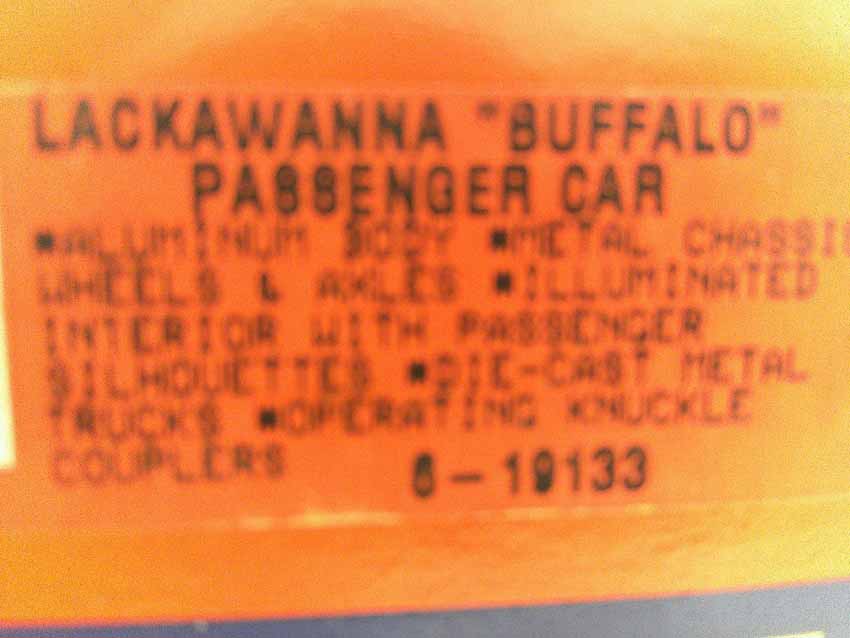 LACKAWANNA "BUFFALO"
PASSENGER CAR
■ALUMINUM BODY ■METAL CHASSIS
WHEELS & AXLES ■ILLUMINATED
INTERIOR WITH PASSENGER
SILHOUETTES ■DIE-CAST METAL
TRUCKS ■OPERATING KNUCKLE
COUPLERS 6-19133